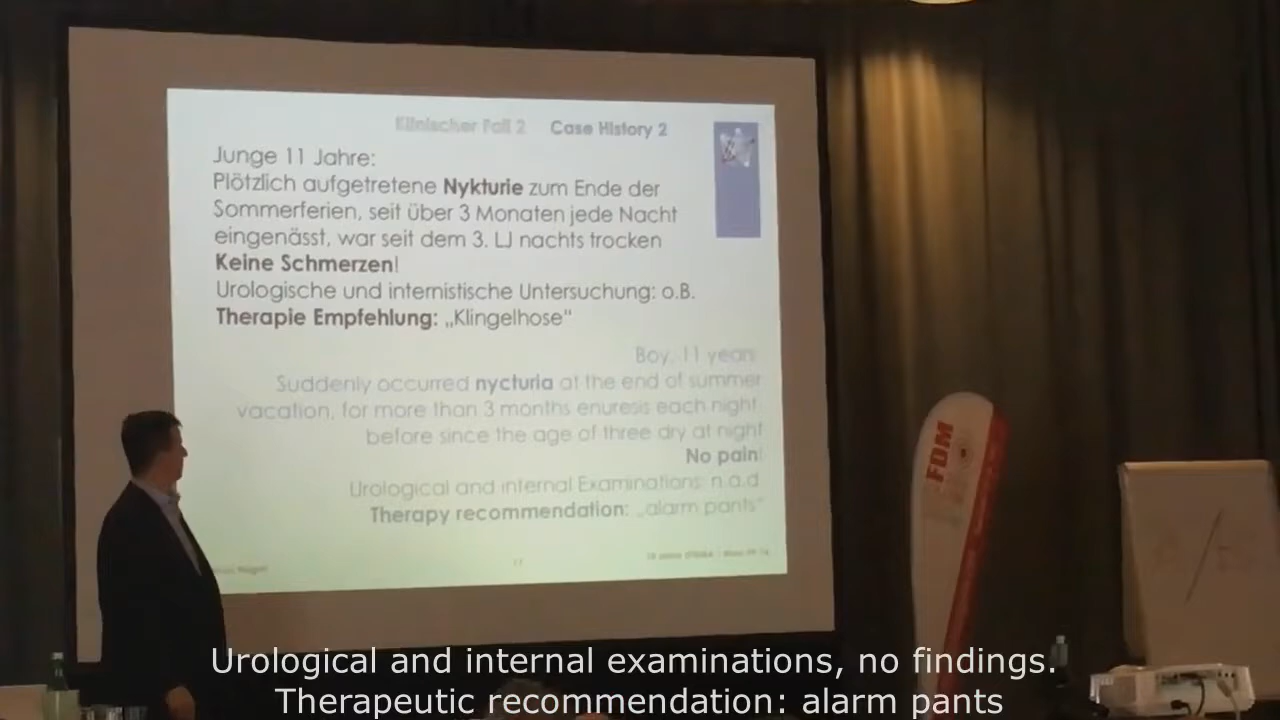 Klinischer Fall 2 Case History 2
Junge 11 Jahre:
Plötzlich aufgetretene Nykturie zum Ende der
Sommerferien, seit über 3 Monaten jede Nacht
eingenässt, war seit dem 3. LJ nachts trocken
Keine Schmerzen!
Urologische und internistische Untersuchung: o.B.
Therapie Empfehlung: „Klingelhose“
Boy, 11 years
Suddenly occurred nycturia at the end of summer
vacation, for more than 3 months enuresis each night,
before since the age of three dry at night
No pain!
Urological and internal Examinations: n.a.d
Therapy recommendation: „alarm pants“
FDM
Urological and internal examinations, no findings.
Therapeutic recommendation: alarm pants